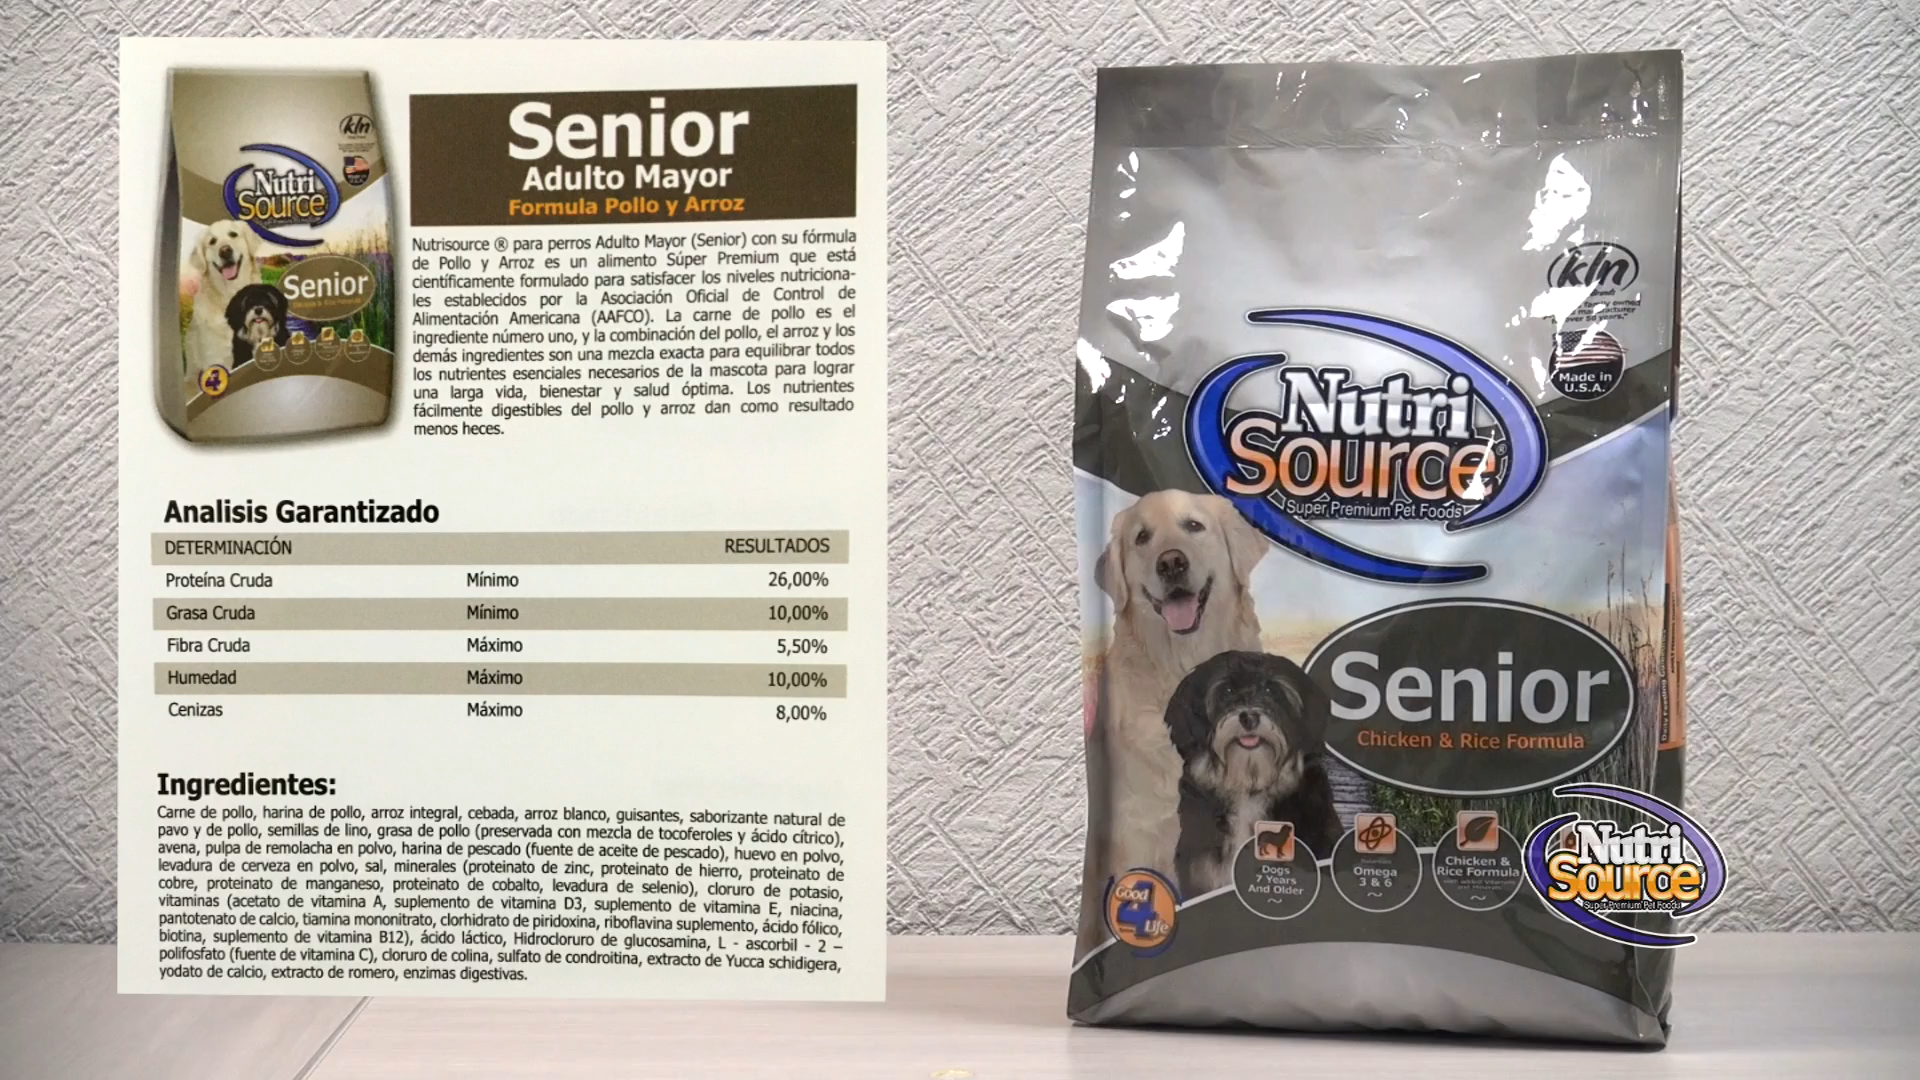 Senior
Adulto Mayor
Formula Pollo y Arroz
kln
Nutri
Source
Senior
4
Nutrisource ® para perros Adulto Mayor (Senior) con su fórmula
de Pollo y Arroz es un alimento Súper Premium que está
científicamente formulado para satisfacer los niveles nutriciona-
les establecidos por la Asociación Oficial de Control de
Alimentación Americana (AAFCO). La carne de pollo es el
ingrediente número uno, y la combinación del pollo, el arroz y los
demás ingredientes son una mezcla exacta para equilibrar todos
los nutrientes esenciales necesarios de la mascota para lograr
una larga vida, bienestar y salud óptima. Los nutrientes
fácilmente digestibles del pollo y arroz dan como resultado
menos heces.
Analisis Garantizado
DETERMINACIÓN RESULTADOS
Proteína Cruda Mínimo 26,00%
Grasa Cruda Mínimo 10,00%
Fibra Cruda Máximo 5,50%
Humedad Máximo 10,00%
Cenizas Máximo 8,00%
Ingredientes:
Carne de pollo, harina de pollo, arroz integral, cebada, arroz blanco, guisantes, saborizante natural de
pavo y de pollo, semillas de lino, grasa de pollo (preservada con mezcla de tocoferoles y ácido cítrico),
avena, pulpa de remolacha en polvo, harina de pescado (fuente de aceite de pescado), huevo en polvo,
levadura de cerveza en polvo, sal, minerales (proteinato de zinc, proteinato de hierro, proteinato de
cobre, proteinato de manganeso, proteinato de cobalto, levadura de selenio), cloruro de potasio,
vitaminas (acetato de vitamina A, suplemento de vitamina D3, suplemento de vitamina E, niacina,
pantotenato de calcio, tiamina mononitrato, clorhidrato de piridoxina, riboflavina suplemento, ácido fólico,
biotina, suplemento de vitamina B12), ácido láctico, Hidrocloruro de glucosamina, L - ascorbil - 2 –
polifosfato (fuente de vitamina C), cloruro de colina, sulfato de condroitina, extracto de Yucca schidigera,
yodato de calcio, extracto de romero, enzimas digestivas.
kln
over 50 years."
Made in
U.S.A.
Nutri
Source®
Super Premium Pet Foods
Senior
Chicken & Rice Formula
Dogs
7 Years
And Older
Omega
3 & 6
Chicken &
Rice Formula
Good
4
Life
Nutri
Source
Super Premium Pet Foods